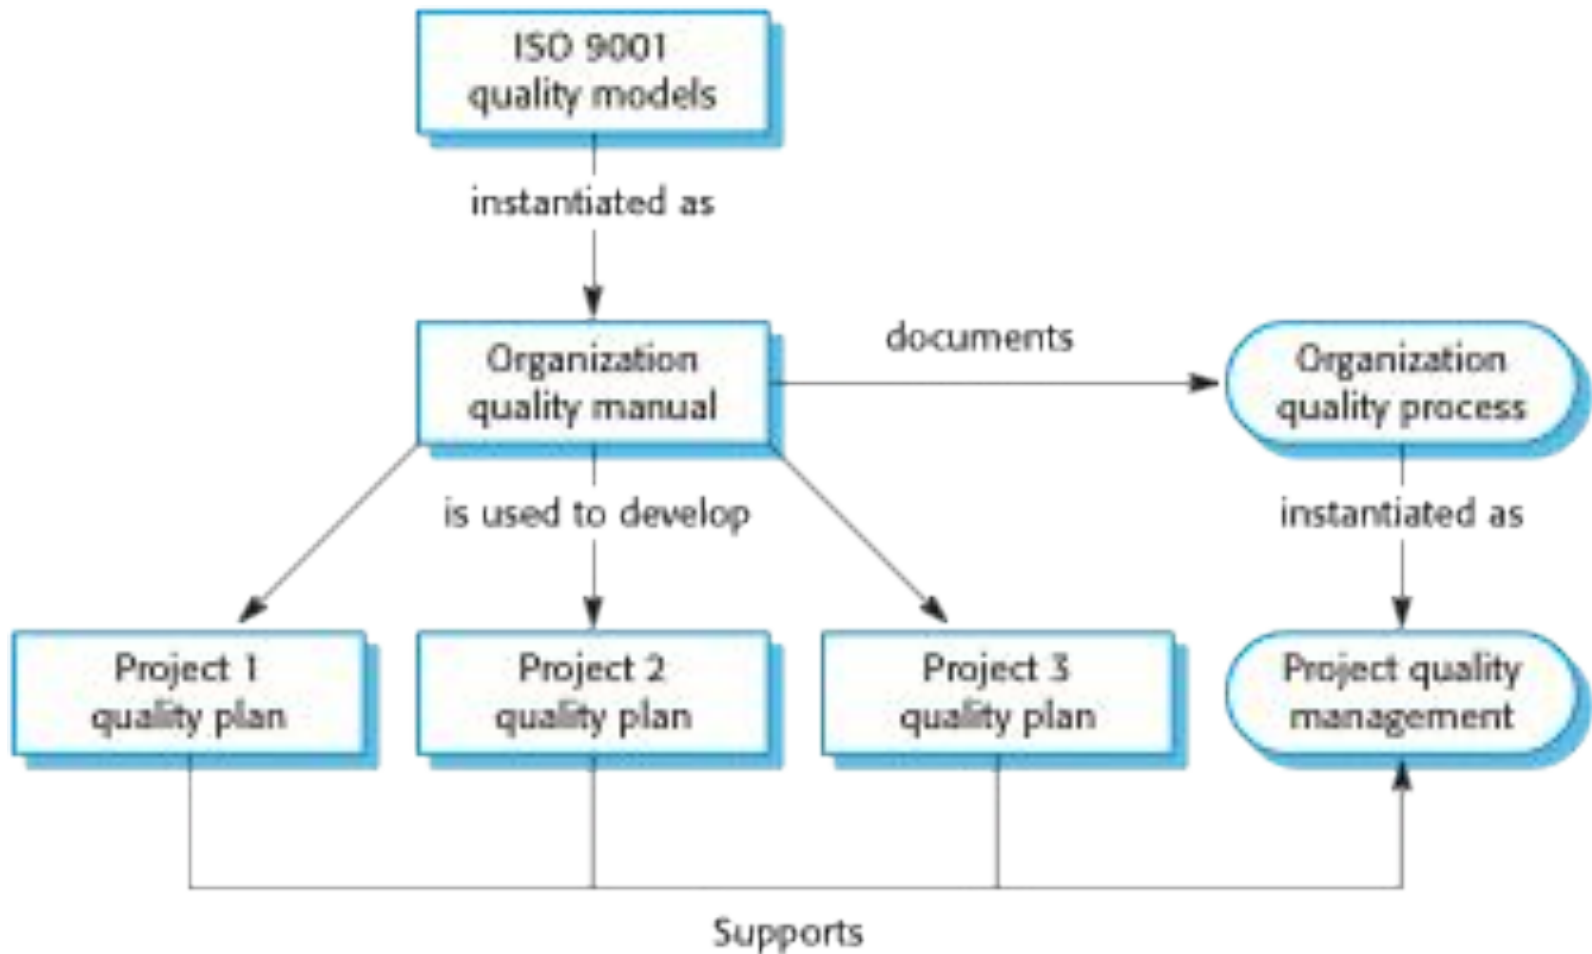 ISO 9001
quality models
instantiated as
Organization
quality manual
documents
Organization
quality process
is used to develop
instantiated as
Project 1
quality plan
Project 2
quality plan
Project 3
quality plan
Project quality
management
Supports